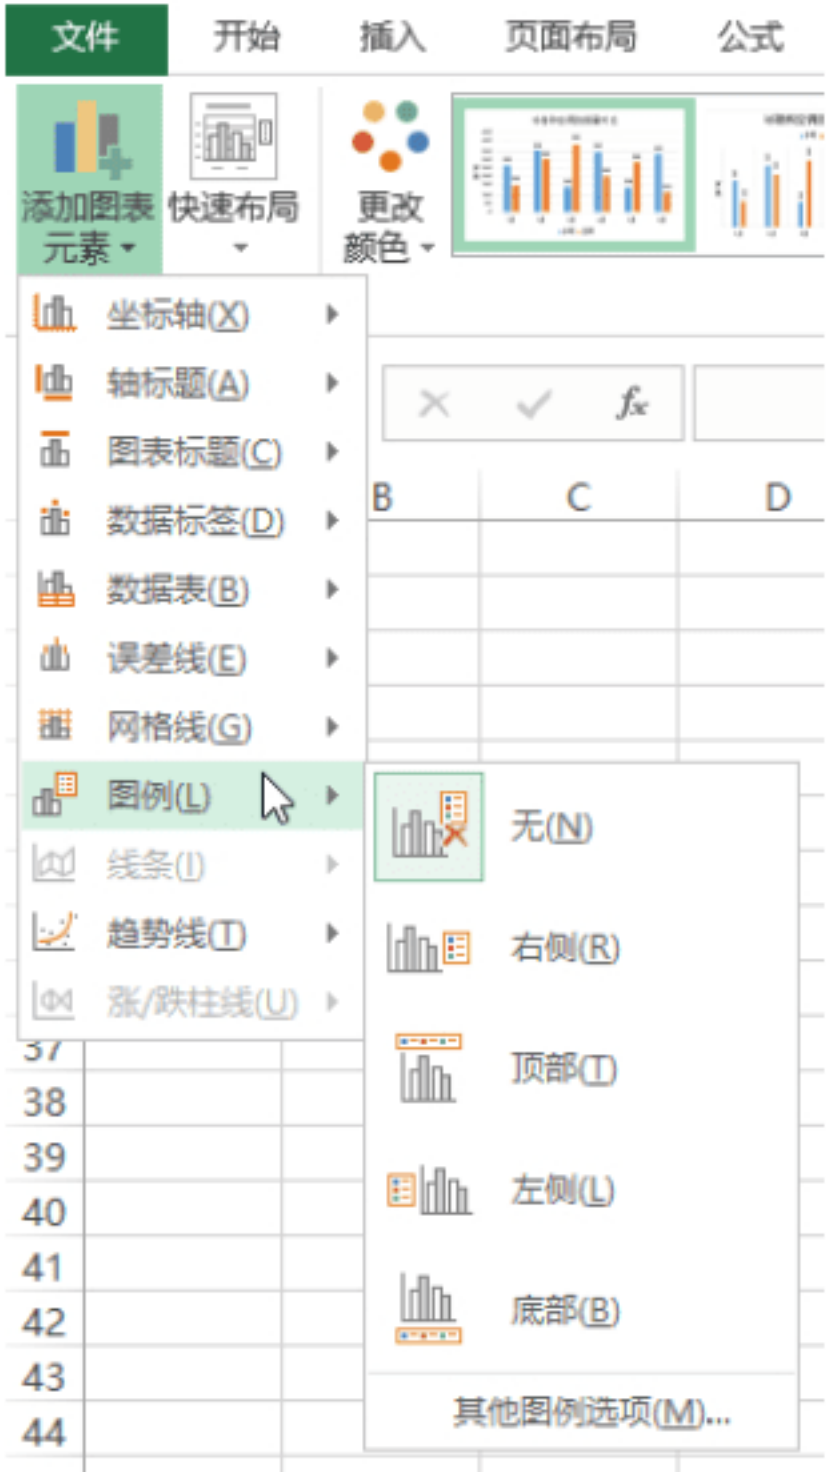 文件 开始 插入 页面布局 公式
添加图表
元素
快速布局
更改
颜色
坐标轴(X)
轴标题(A)
图表标题(C)
数据标签(D)
数据表(B)
误差线(E)
网格线(G)
图例(L)
线条(I)
趋势线(T)
涨/跌柱线(U)
无(N)
右侧(R)
顶部(T)
左侧(L)
底部(B)
其他图例选项(M)...
fx
B C D
37
38
39
40
41
42
43
44